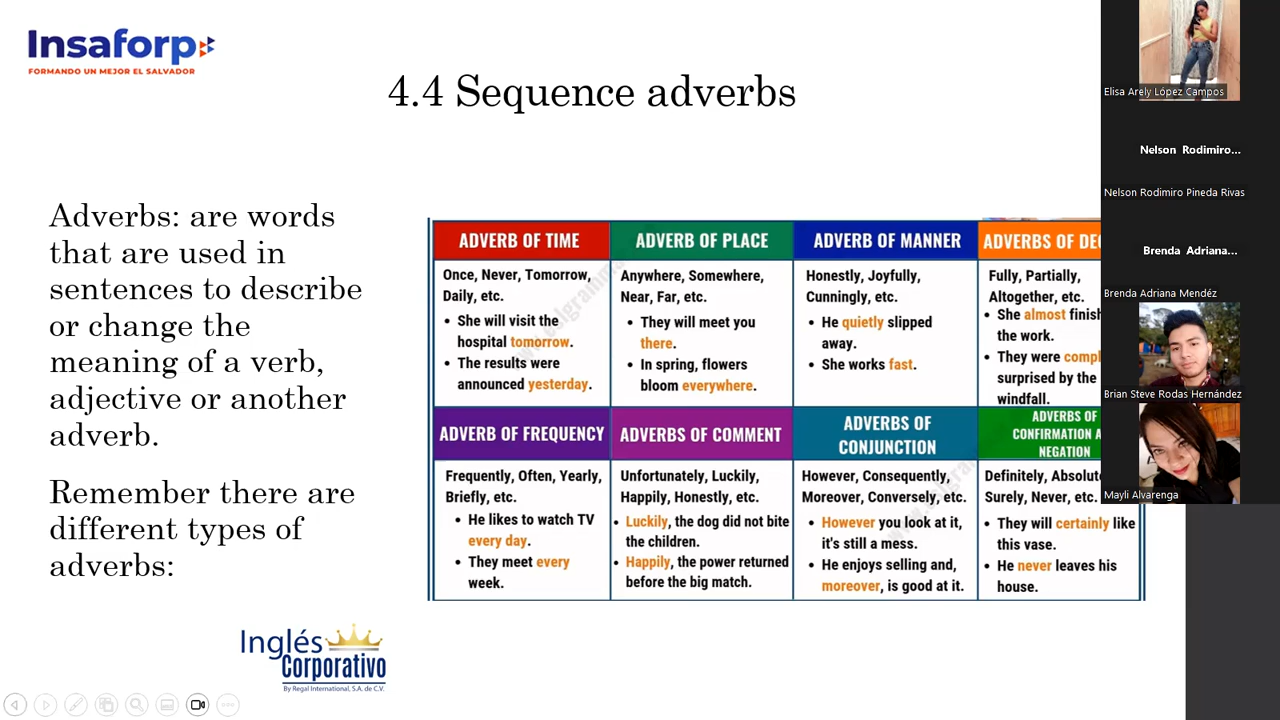 Insaforp
FORMANDO UN MEJOR EL SALVADOR
4.4 Sequence adverbs
Adverbs: are words
that are used in
sentences to describe
or change the
meaning of a verb,
adjective or another
adverb.
Remember there are
different types of
adverbs:
ADVERB OF TIME
Once, Never, Tomorrow,
Daily, etc.
• She will visit the
hospital tomorrow.
• The results were
announced yesterday.
ADVERB OF PLACE
Anywhere, Somewhere,
Near, Far, etc.
• They will meet you
there.
• In spring, flowers
bloom everywhere.
ADVERB OF MANNER
Honestly, Joyfully,
Cunningly, etc.
• He quietly slipped
away.
• She works fast.
ADVERBS OF DE
Fully, Partially,
Altogether, etc.
• She almost finish
the work.
• They were compl
surprised by the
windfall.
ADVERB OF FREQUENCY
Frequently, Often, Yearly,
Briefly, etc.
• He likes to watch TV
every day.
• They meet every
week.
ADVERBS OF COMMENT
Unfortunately, Luckily,
Happily, Honestly, etc.
• Luckily, the dog did not bite
the children.
• Happily, the power returned
before the big match.
ADVERBS OF
CONJUNCTION
However, Consequently,
Moreover, Conversely, etc.
• However you look at it,
it's still a mess.
• He enjoys selling and,
moreover, is good at it.
ADVERBS OF
CONFIRMATION A
NEGATION
Definitely, Absolute
Surely, Never, etc.
• They will certainly like
this vase.
• He never leaves his
house.
Inglés
Corporativo
By Regal International, S.A. de C.V.
Elisa Arely López Campos
Nelson Rodimiro...
Nelson Rodimiro Pineda Rivas
Brenda Adriana...
Brenda Adriana Mendéz
Brian Steve Rodas Hernández
Mayli Alvarenga